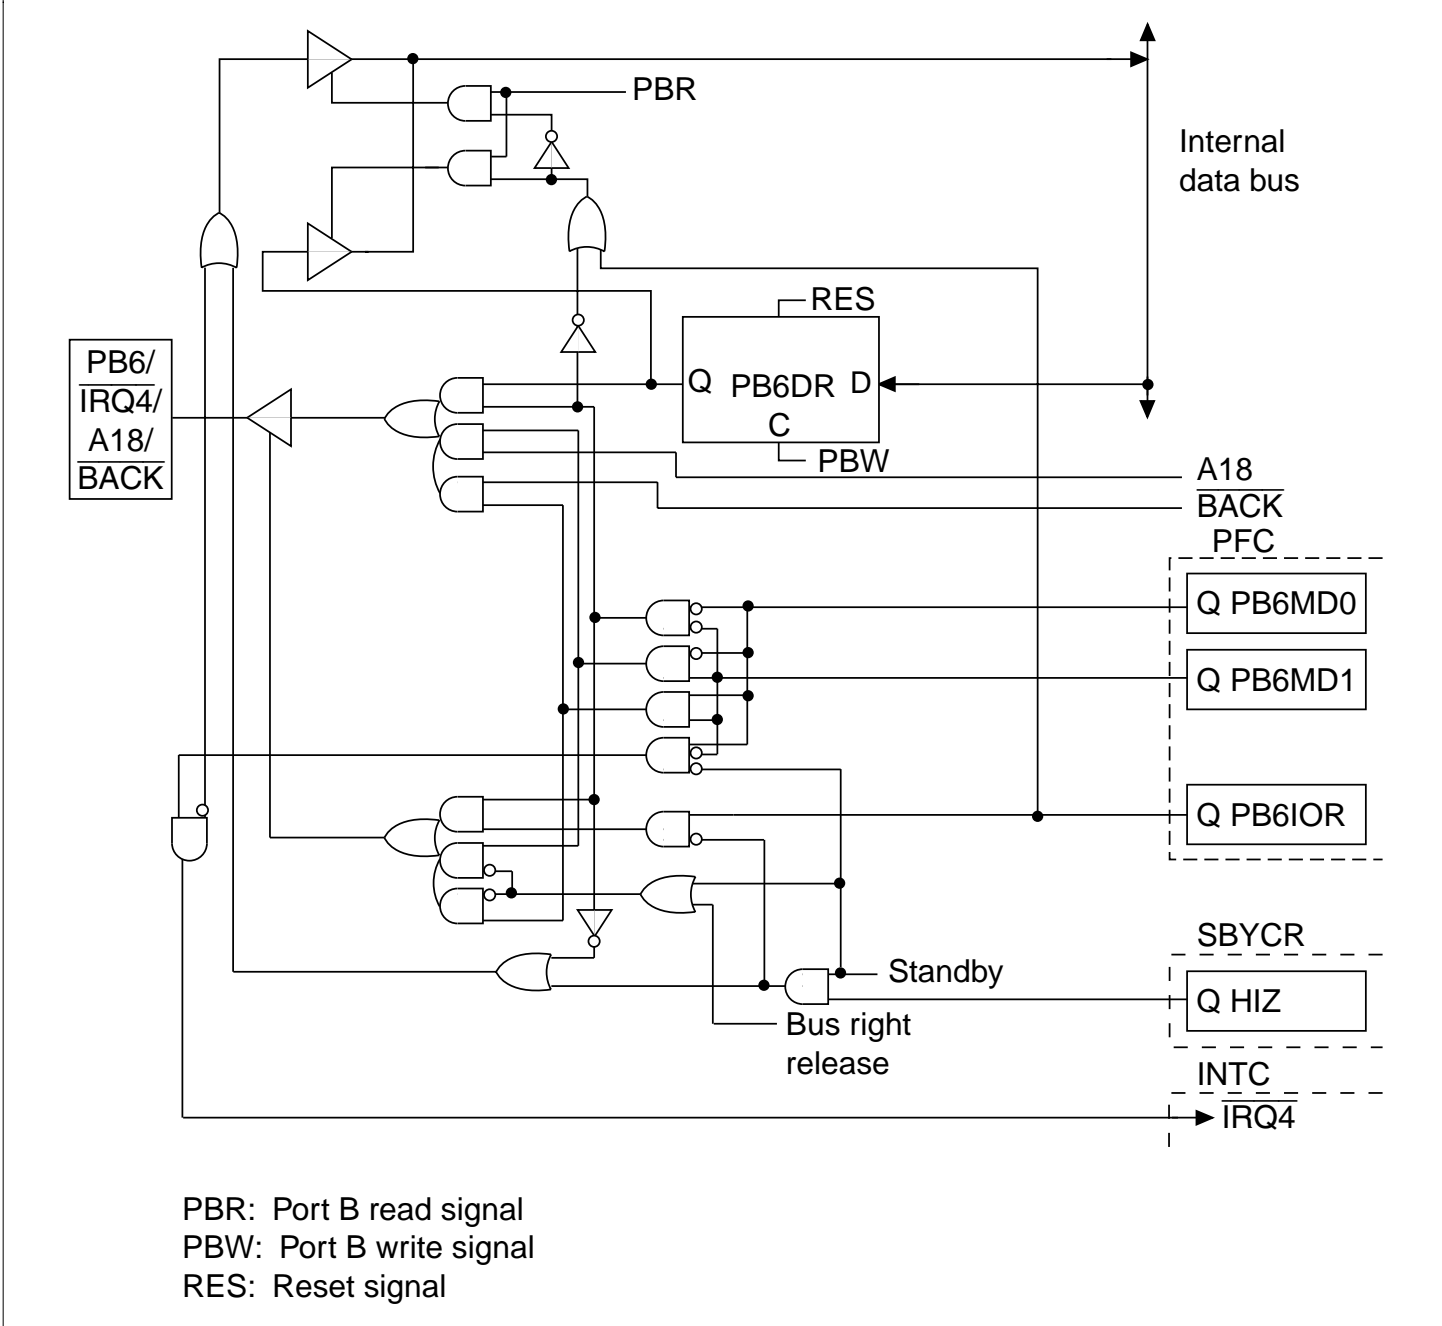 PBR
Internal
data bus
RES
PB6/
IRQ4/
A18/
BACK
Q PB6DR D
C
PBW
A18
BACK
PFC
Q PB6MD0
Q PB6MD1
Q PB6IOR
SBYCR
Standby
Q HIZ
Bus right
release
INTC
IRQ4
PBR: Port B read signal
PBW: Port B write signal
RES: Reset signal